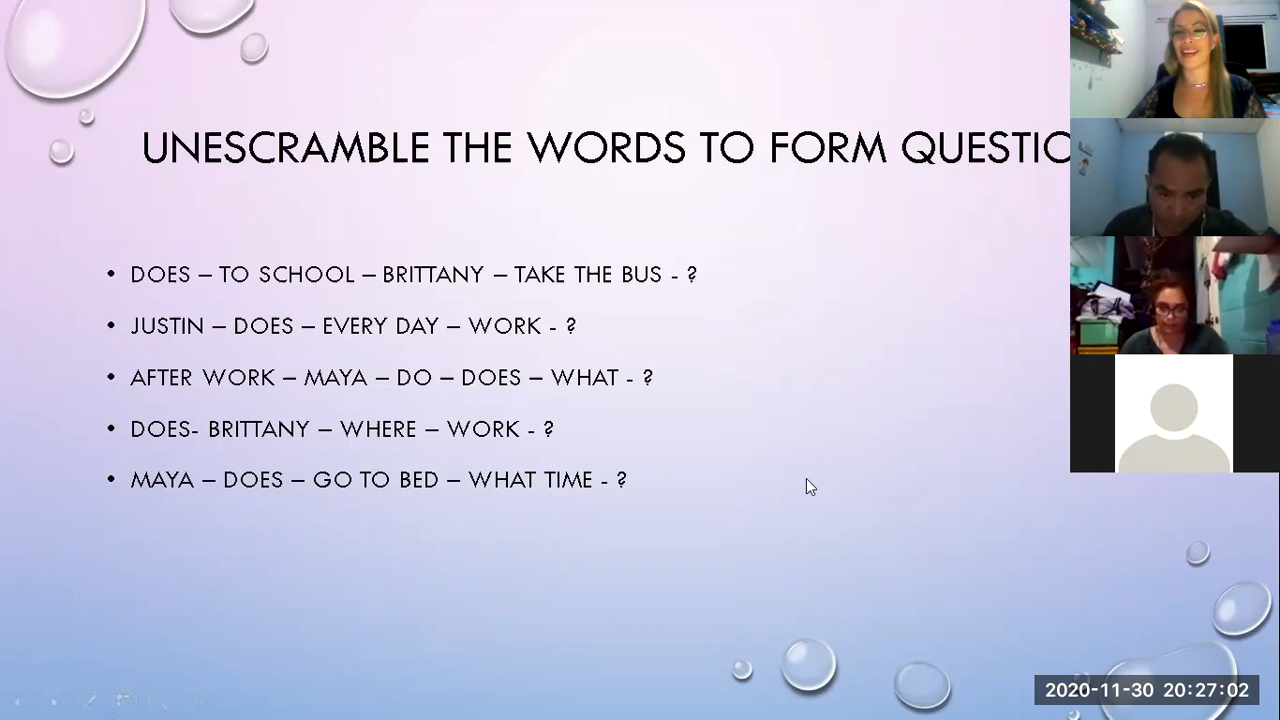 UNESCRAMBLE THE WORDS TO FORM QUESTIO
• DOES – TO SCHOOL – BRITTANY – TAKE THE BUS - ?
• JUSTIN – DOES – EVERY DAY – WORK - ?
• AFTER WORK – MAYA – DO – DOES – WHAT - ?
• DOES- BRITTANY – WHERE – WORK - ?
• MAYA – DOES – GO TO BED – WHAT TIME - ?
2020-11-30 20:27:02